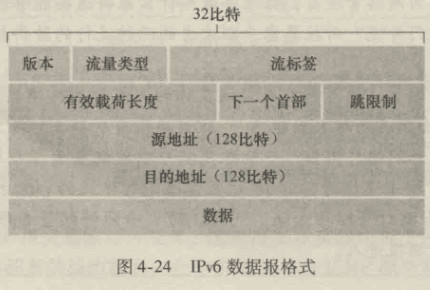 32比特
版本 流量类型 流标签
有效载荷长度 下一个首部 跳限制
源地址（128比特）
目的地址（128比特）
数据
图 4-24 IPv6 数据报格式